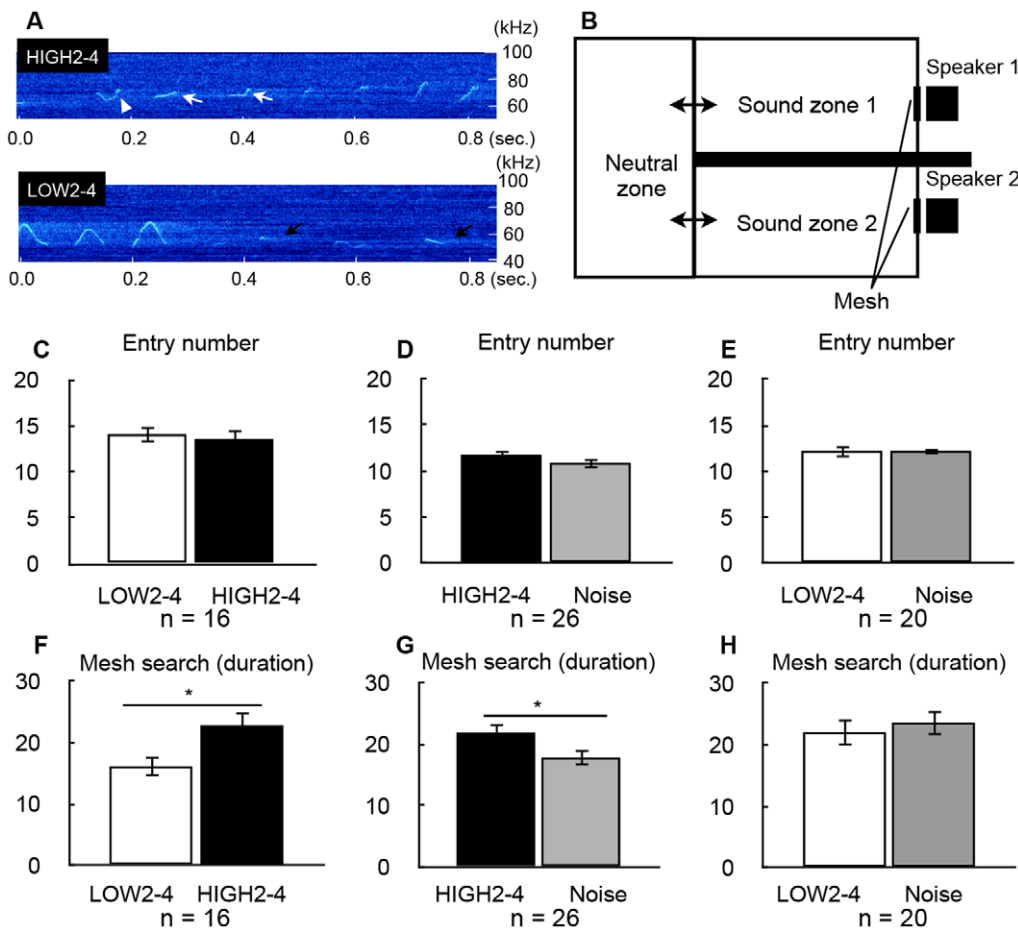 A
(kHz)
HIGH2-4
100
80
60
0.0 0.2 0.4 0.6 0.8 (sec.)
(kHz)
LOW2-4
100
80
60
40
0.0 0.2 0.4 0.6 0.8 (sec.)
B
Speaker 1
Sound zone 1
Neutral
zone
Speaker 2
Sound zone 2
Mesh
C Entry number
20
15
10
5
0
LOW2-4 HIGH2-4
n = 16
D Entry number
20
15
10
5
0
HIGH2-4 Noise
n = 26
E Entry number
20
15
10
5
0
LOW2-4 Noise
n = 20
F Mesh search (duration)
30
*
20
10
0
LOW2-4 HIGH2-4
n = 16
G Mesh search (duration)
30
*
20
10
0
HIGH2-4 Noise
n = 26
H Mesh search (duration)
30
20
10
0
LOW2-4 Noise
n = 20